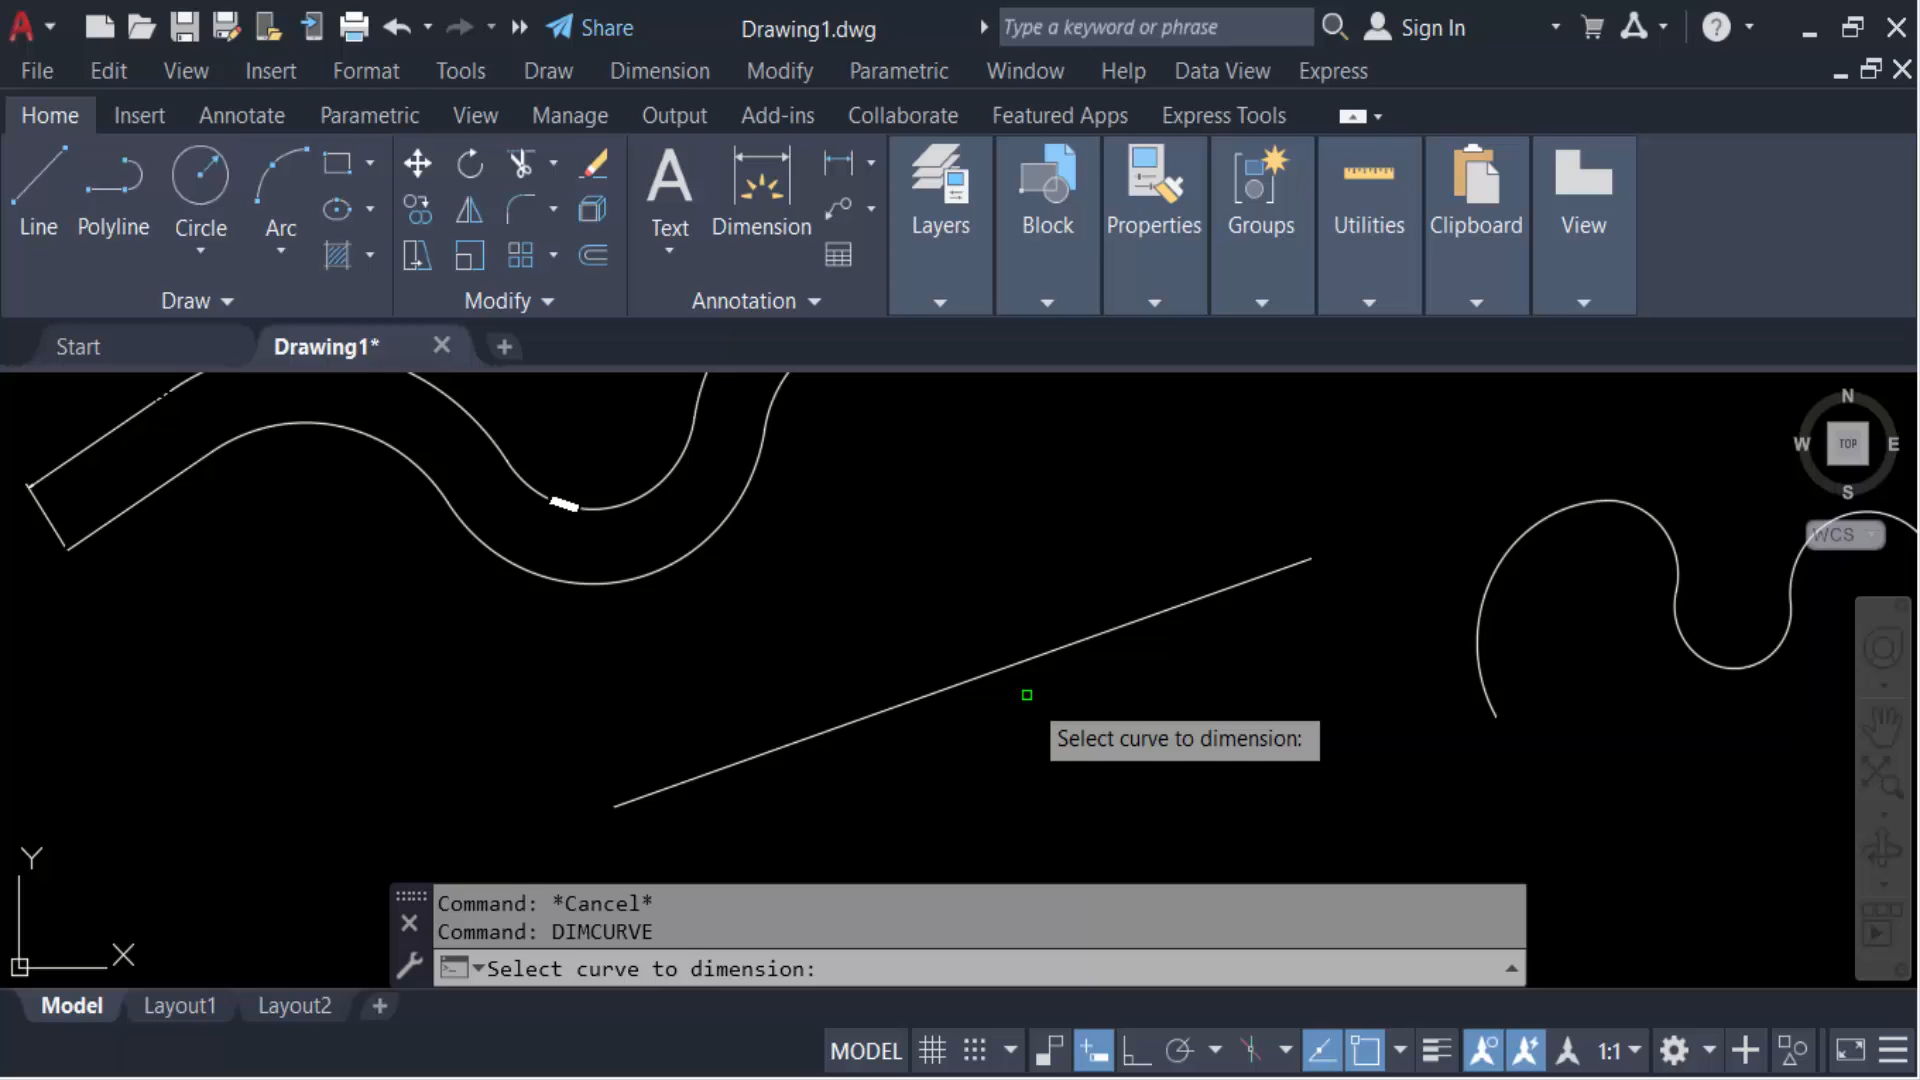 A Share Drawing1.dwg Type a keyword or phrase Sign In ?
File Edit View Insert Format Tools Draw Dimension Modify Parametric Window Help Data View Express
Home Insert Annotate Parametric View Manage Output Add-ins Collaborate Featured Apps Express Tools
Line Polyline Circle Arc A Text Dimension Layers Block Properties Groups Utilities Clipboard View
Draw Modify Annotation
Start Drawing1* +
N
W TOP E
S
WCS
Select curve to dimension:
Y
X
Command: *Cancel*
Command: DIMCURVE
Select curve to dimension:
Model Layout1 Layout2 +
MODEL 1:1